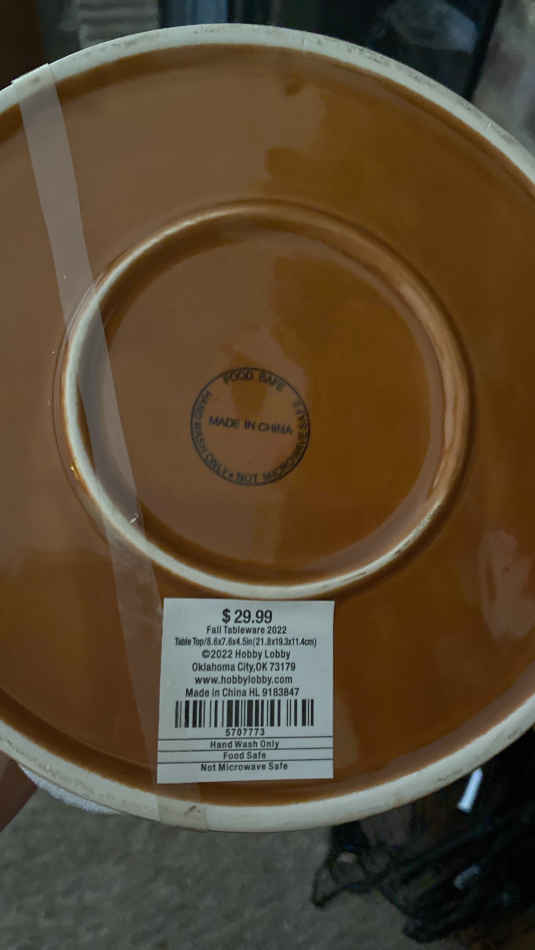 FOOD SAFE
MADE IN CHINA
HAND WASH ONLY • NOT MICROWAVE SAFE
$ 29.99
Fall Tableware 2022
Table Top/8.6x7.6x4.5in(21.8x19.3x11.4cm)
©2022 Hobby Lobby
Oklahoma City,OK 73179
www.hobbylobby.com
Made in China HL 9183847
5707773
Hand Wash Only
Food Safe
Not Microwave Safe